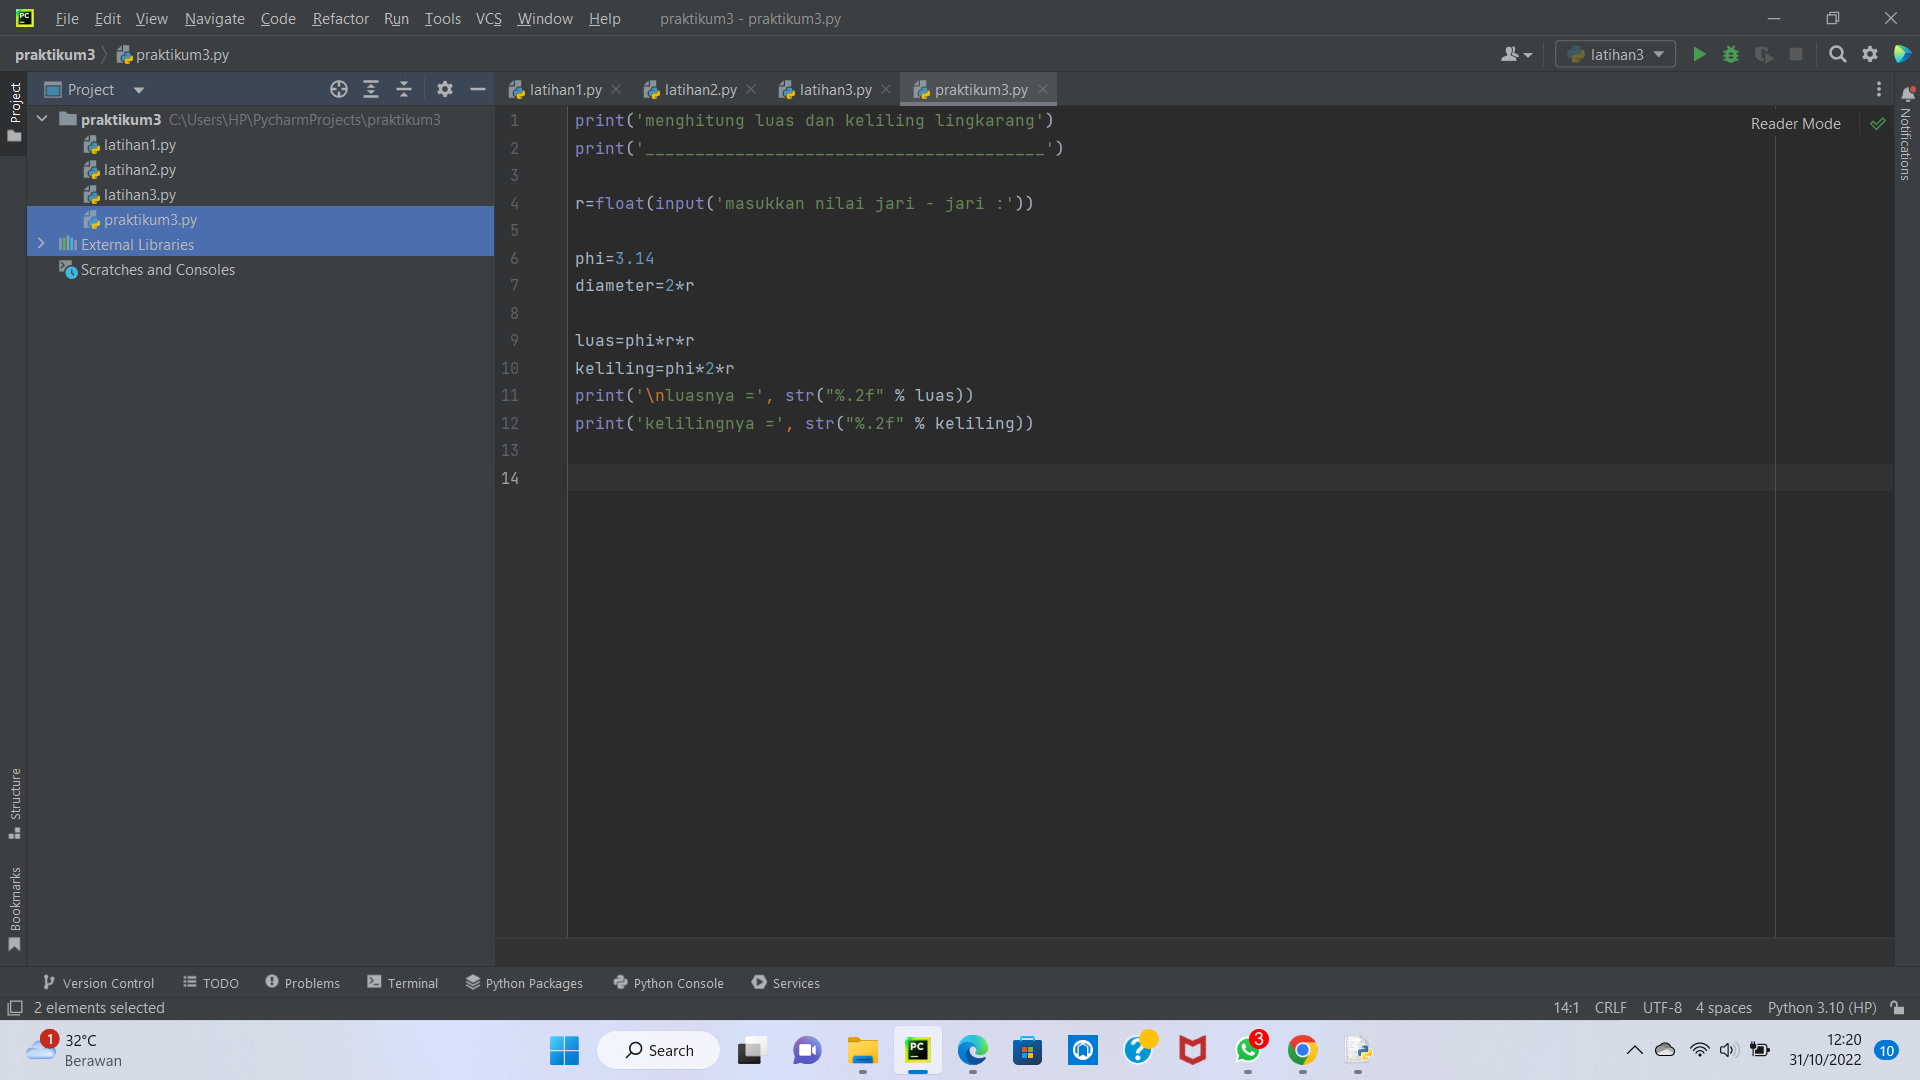 File Edit View Navigate Code Refactor Run Tools VCS Window Help praktikum3 - praktikum3.py
praktikum3 praktikum3.py
latihan3
Project
latihan1.py latihan2.py latihan3.py praktikum3.py
praktikum3 C:\Users\HP\PycharmProjects\praktikum3
latihan1.py
latihan2.py
latihan3.py
praktikum3.py
External Libraries
Scratches and Consoles
Project
Structure
Bookmarks
1 print('menghitung luas dan keliling lingkarang')
2 print('________________________________________')
3
4 r=float(input('masukkan nilai jari - jari :'))
5
6 phi=3.14
7 diameter=2*r
8
9 luas=phi*r*r
10 keliling=phi*2*r
11 print('\nluasnya =', str("%.2f" % luas))
12 print('kelilingnya =', str("%.2f" % keliling))
13
14
Reader Mode
Notifications
Version Control TODO Problems Terminal Python Packages Python Console Services
2 elements selected
14:1 CRLF UTF-8 4 spaces Python 3.10 (HP)
1
32°C
Berawan
Search
PC
3
12:20
31/10/2022
10